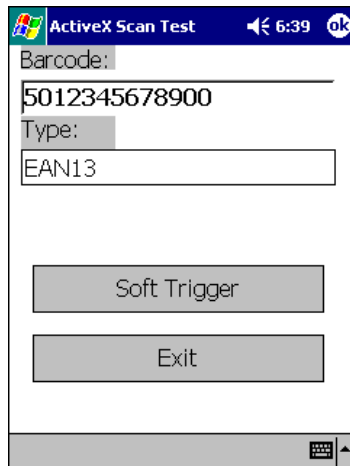 ActiveX Scan Test 6:39 ok
Barcode:
5012345678900
Type:
EAN13
Soft Trigger
Exit